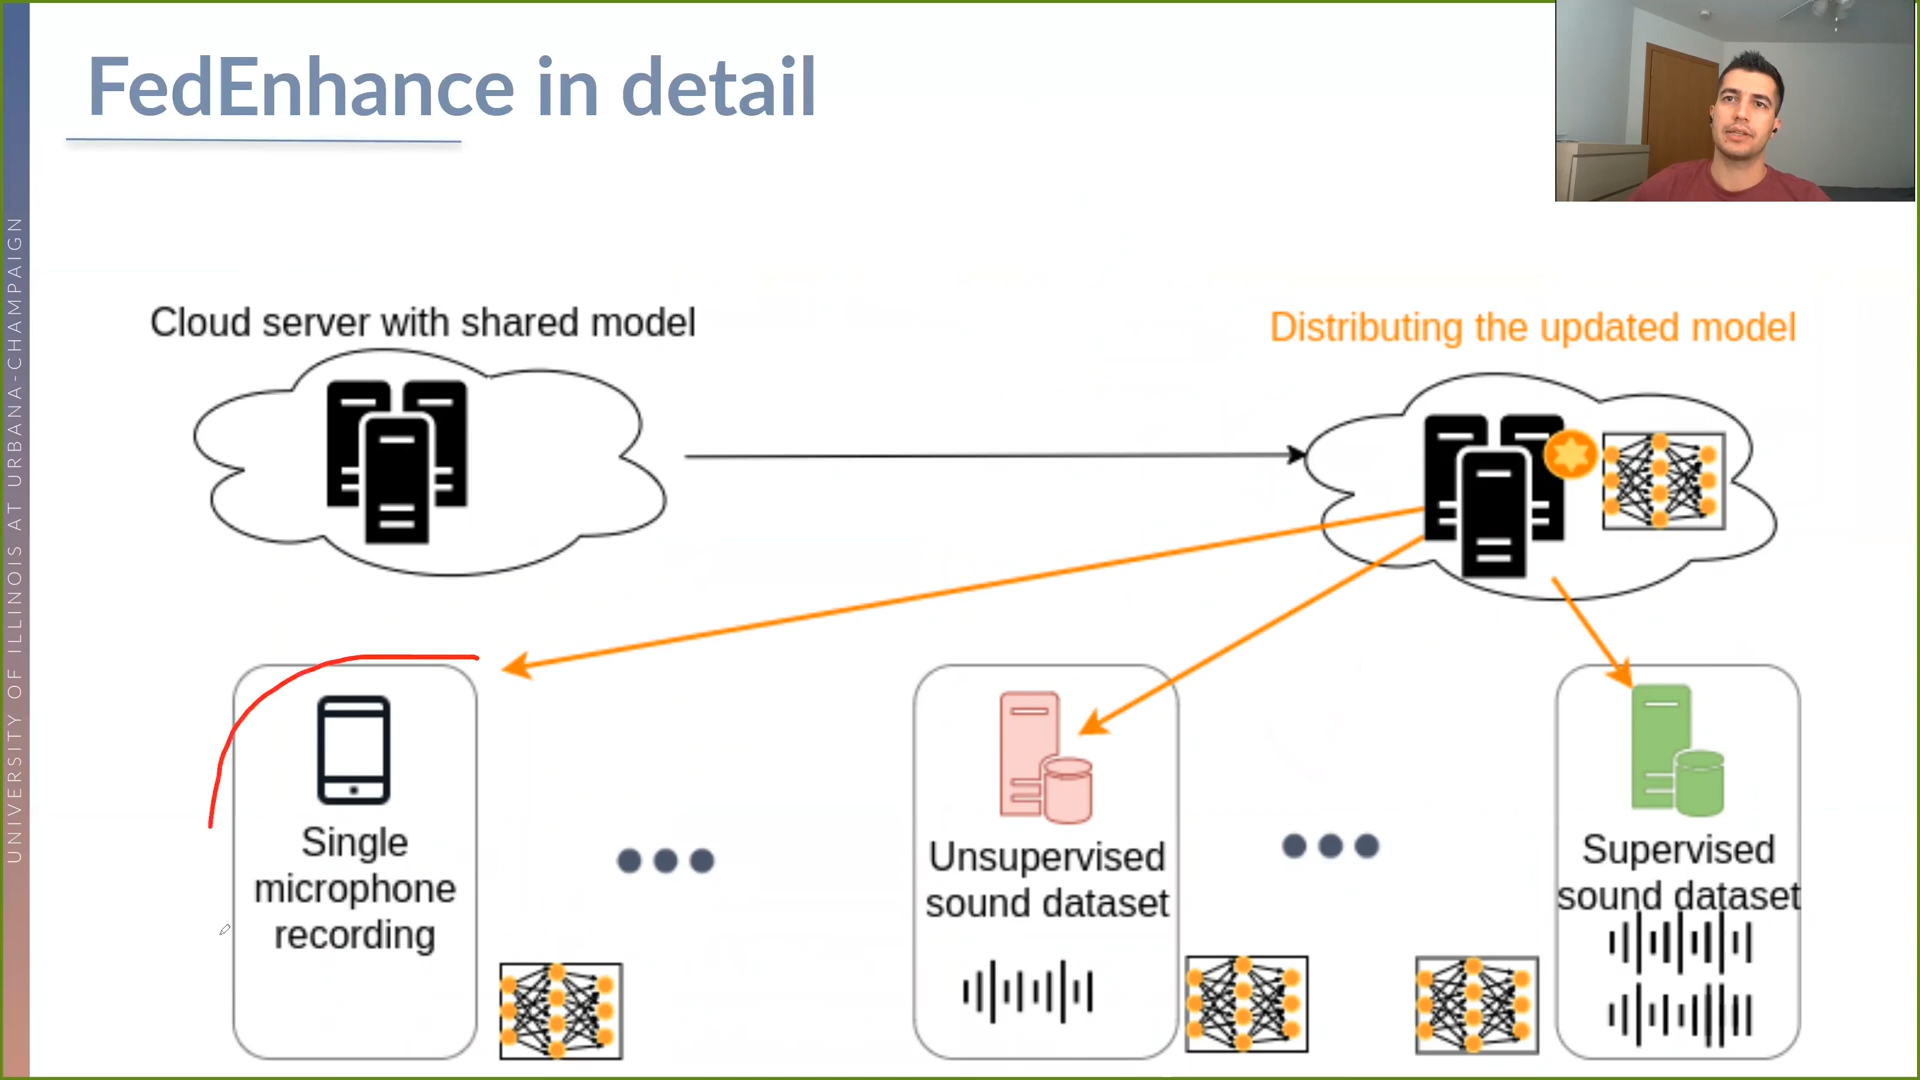 FedEnhance in detail
UNIVERSITY OF ILLINOIS AT URBANA-CHAMPAIGN
Cloud server with shared model
Distributing the updated model
Single
microphone
recording
Unsupervised
sound dataset
Supervised
sound dataset